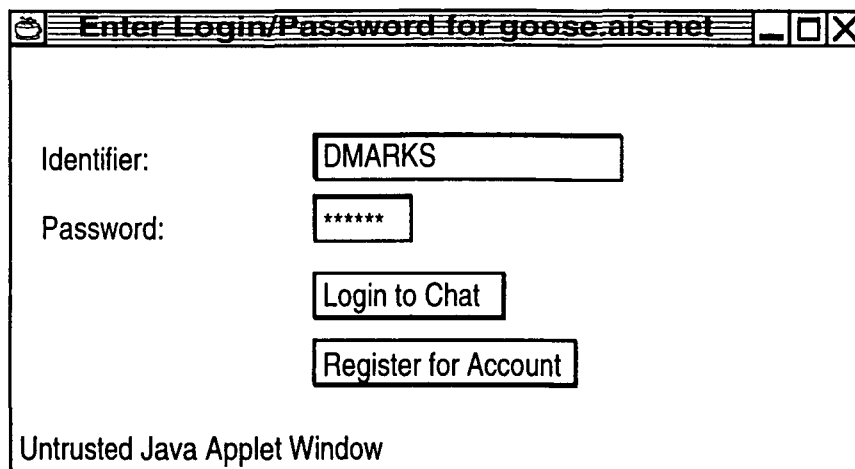 Enter Login/Password for goose.ais.net
Identifier: DMARKS
Password: ******
Login to Chat
Register for Account
Untrusted Java Applet Window